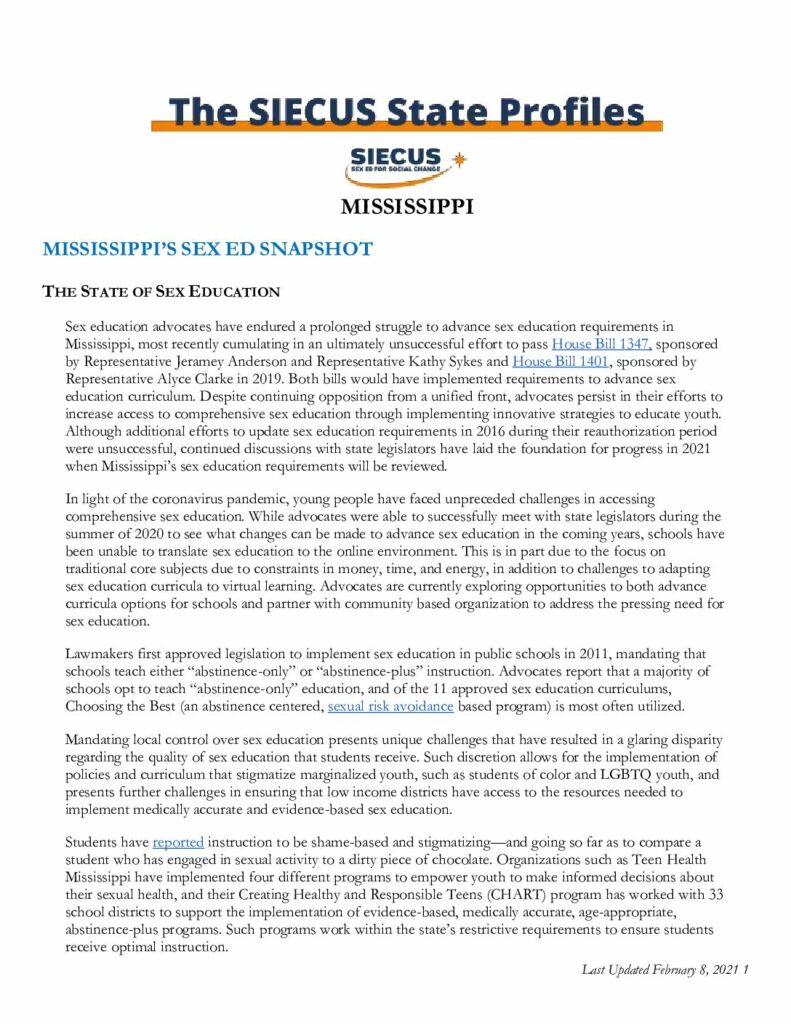 The SIECUS State Profiles
SIECUS
SEX ED FOR SOCIAL CHANGE
MISSISSIPPI
MISSISSIPPI'S SEX ED SNAPSHOT
THE STATE OF SEX EDUCATION
Sex education advocates have endured a prolonged struggle to advance sex education requirements in
Mississippi, most recently cumulating in an ultimately unsuccessful effort to pass House Bill 1347, sponsored
by Representative Jeramey Anderson and Representative Kathy Sykes and House Bill 1401, sponsored by
Representative Alyce Clarke in 2019. Both bills would have implemented requirements to advance sex
education curriculum. Despite continuing opposition from a unified front, advocates persist in their efforts to
increase access to comprehensive sex education through implementing innovative strategies to educate youth.
Although additional efforts to update sex education requirements in 2016 during their reauthorization period
were unsuccessful, continued discussions with state legislators have laid the foundation for progress in 2021
when Mississippi's sex education requirements will be reviewed.
In light of the coronavirus pandemic, young people have faced unpreceded challenges in accessing
comprehensive sex education. While advocates were able to successfully meet with state legislators during the
summer of 2020 to see what changes can be made to advance sex education in the coming years, schools have
been unable to translate sex education to the online environment. This is in part due to the focus on
traditional core subjects due to constraints in money, time, and energy, in addition to challenges to adapting
sex education curricula to virtual learning. Advocates are currently exploring opportunities to both advance
curricula options for schools and partner with community based organization to address the pressing need for
sex education.
Lawmakers first approved legislation to implement sex education in public schools in 2011, mandating that
schools teach either “abstinence-only” or “abstinence-plus” instruction. Advocates report that a majority of
schools opt to teach “abstinence-only” education, and of the 11 approved sex education curriculums,
Choosing the Best (an abstinence centered, sexual risk avoidance based program) is most often utilized.
Mandating local control over sex education presents unique challenges that have resulted in a glaring disparity
regarding the quality of sex education that students receive. Such discretion allows for the implementation of
policies and curriculum that stigmatize marginalized youth, such as students of color and LGBTQ youth, and
presents further challenges in ensuring that low income districts have access to the resources needed to
implement medically accurate and evidence-based sex education.
Students have reported instruction to be shame-based and stigmatizing—and going so far as to compare a
student who has engaged in sexual activity to a dirty piece of chocolate. Organizations such as Teen Health
Mississippi have implemented four different programs to empower youth to make informed decisions about
their sexual health, and their Creating Healthy and Responsible Teens (CHART) program has worked with 33
school districts to support the implementation of evidence-based, medically accurate, age-appropriate,
abstinence-plus programs. Such programs work within the state's restrictive requirements to ensure students
receive optimal instruction.
Last Updated February 8, 2021 1